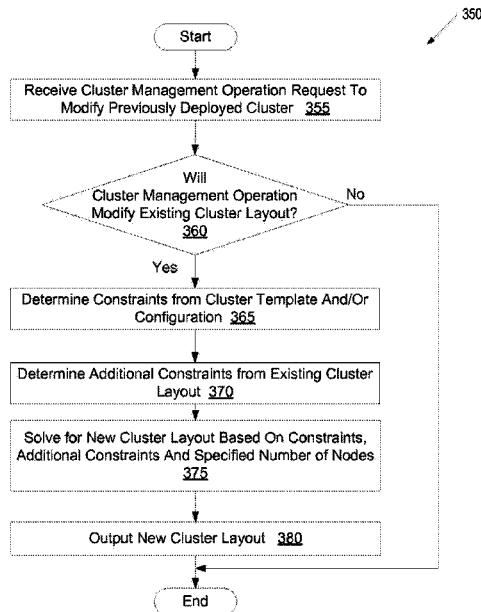 350
Start
Receive Cluster Management Operation Request To
Modify Previously Deployed Cluster 355
Will
Cluster Management Operation
Modify Existing Cluster Layout?
360
No
Yes
Determine Constraints from Cluster Template And/Or
Configuration 365
Determine Additional Constraints from Existing Cluster
Layout 370
Solve for New Cluster Layout Based On Constraints,
Additional Constraints And Specified Number of Nodes
375
Output New Cluster Layout 380
End